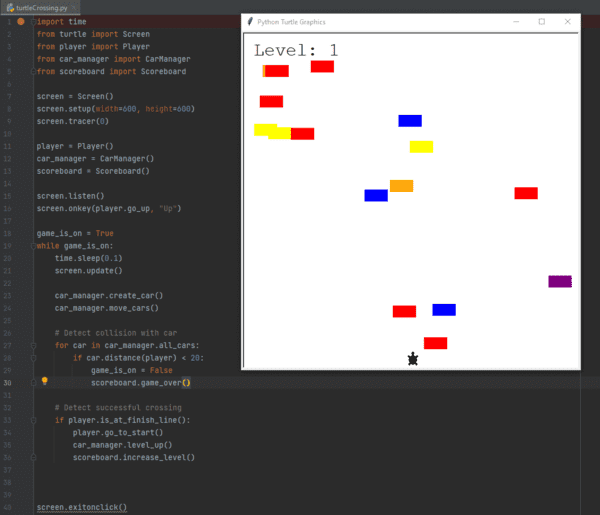 turtleCrossing.py
1 import time
2 from turtle import Screen
3 from player import Player
4 from car_manager import CarManager
5 from scoreboard import Scoreboard
6
7 screen = Screen()
8 screen.setup(width=600, height=600)
9 screen.tracer(0)
10
11 player = Player()
12 car_manager = CarManager()
13 scoreboard = Scoreboard()
14
15 screen.listen()
16 screen.onkey(player.go_up, "Up")
17
18 game_is_on = True
19 while game_is_on:
20 time.sleep(0.1)
21 screen.update()
22
23 car_manager.create_car()
24 car_manager.move_cars()
25
26 # Detect collision with car
27 for car in car_manager.all_cars:
28 if car.distance(player) < 20:
29 game_is_on = False
30 scoreboard.game_over()
31
32 # Detect successful crossing
33 if player.is_at_finish_line():
34 player.go_to_start()
35 car_manager.level_up()
36 scoreboard.increase_level()
37
38
39
40 screen.exitonclick()
Python Turtle Graphics
Level: 1